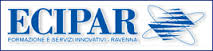 ECIPAR
FORMAZIONE E SERVIZI INNOVATIVI - RAVENNA